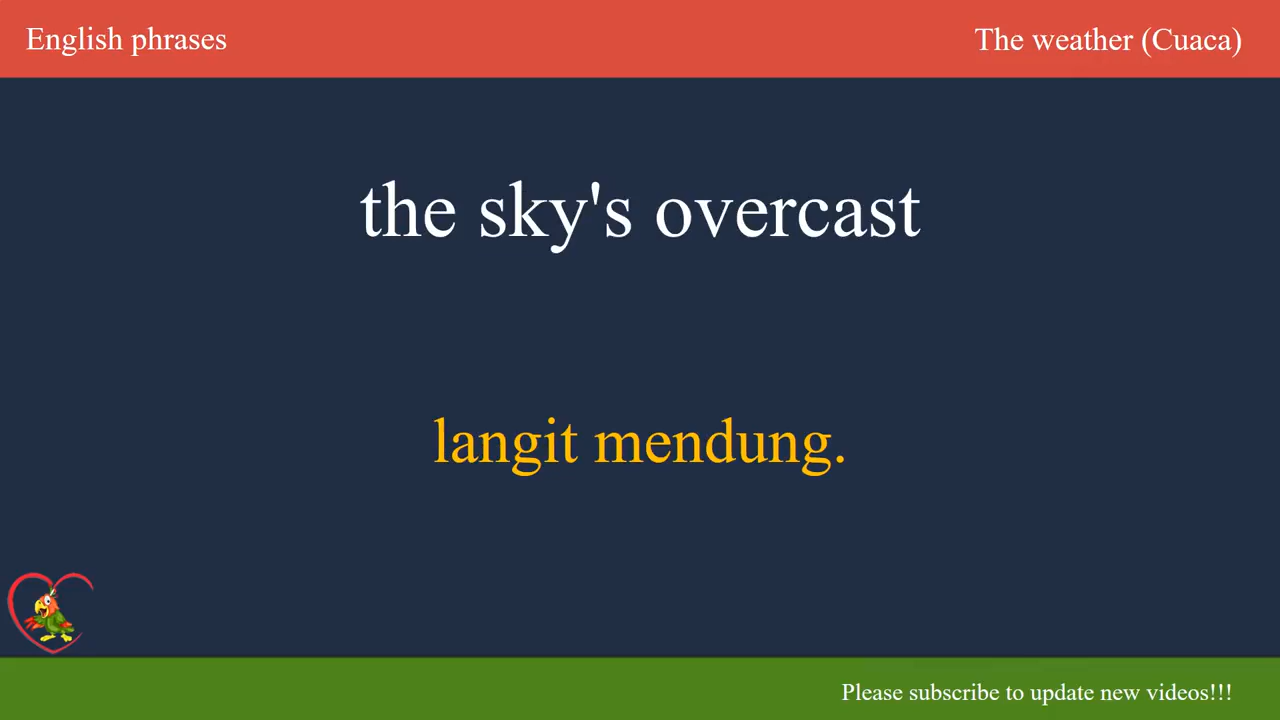 English phrases
The weather (Cuaca)
the sky's overcast
langit mendung.
Please subscribe to update new videos!!!